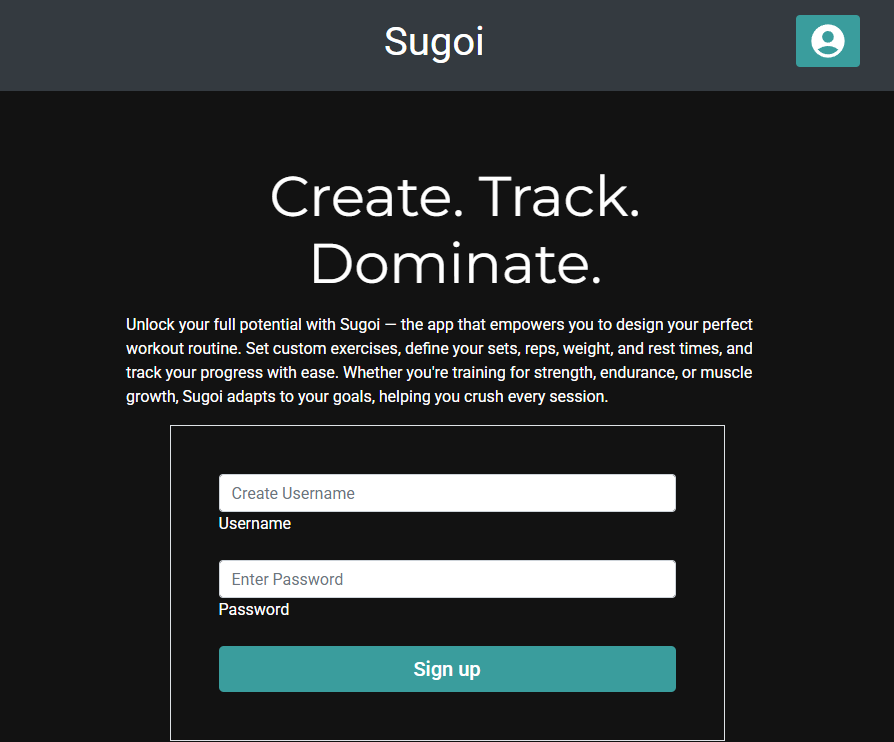 Sugoi
Create. Track.
Dominate.
Unlock your full potential with Sugoi — the app that empowers you to design your perfect
workout routine. Set custom exercises, define your sets, reps, weight, and rest times, and
track your progress with ease. Whether you're training for strength, endurance, or muscle
growth, Sugoi adapts to your goals, helping you crush every session.
Create Username
Username
Enter Password
Password
Sign up